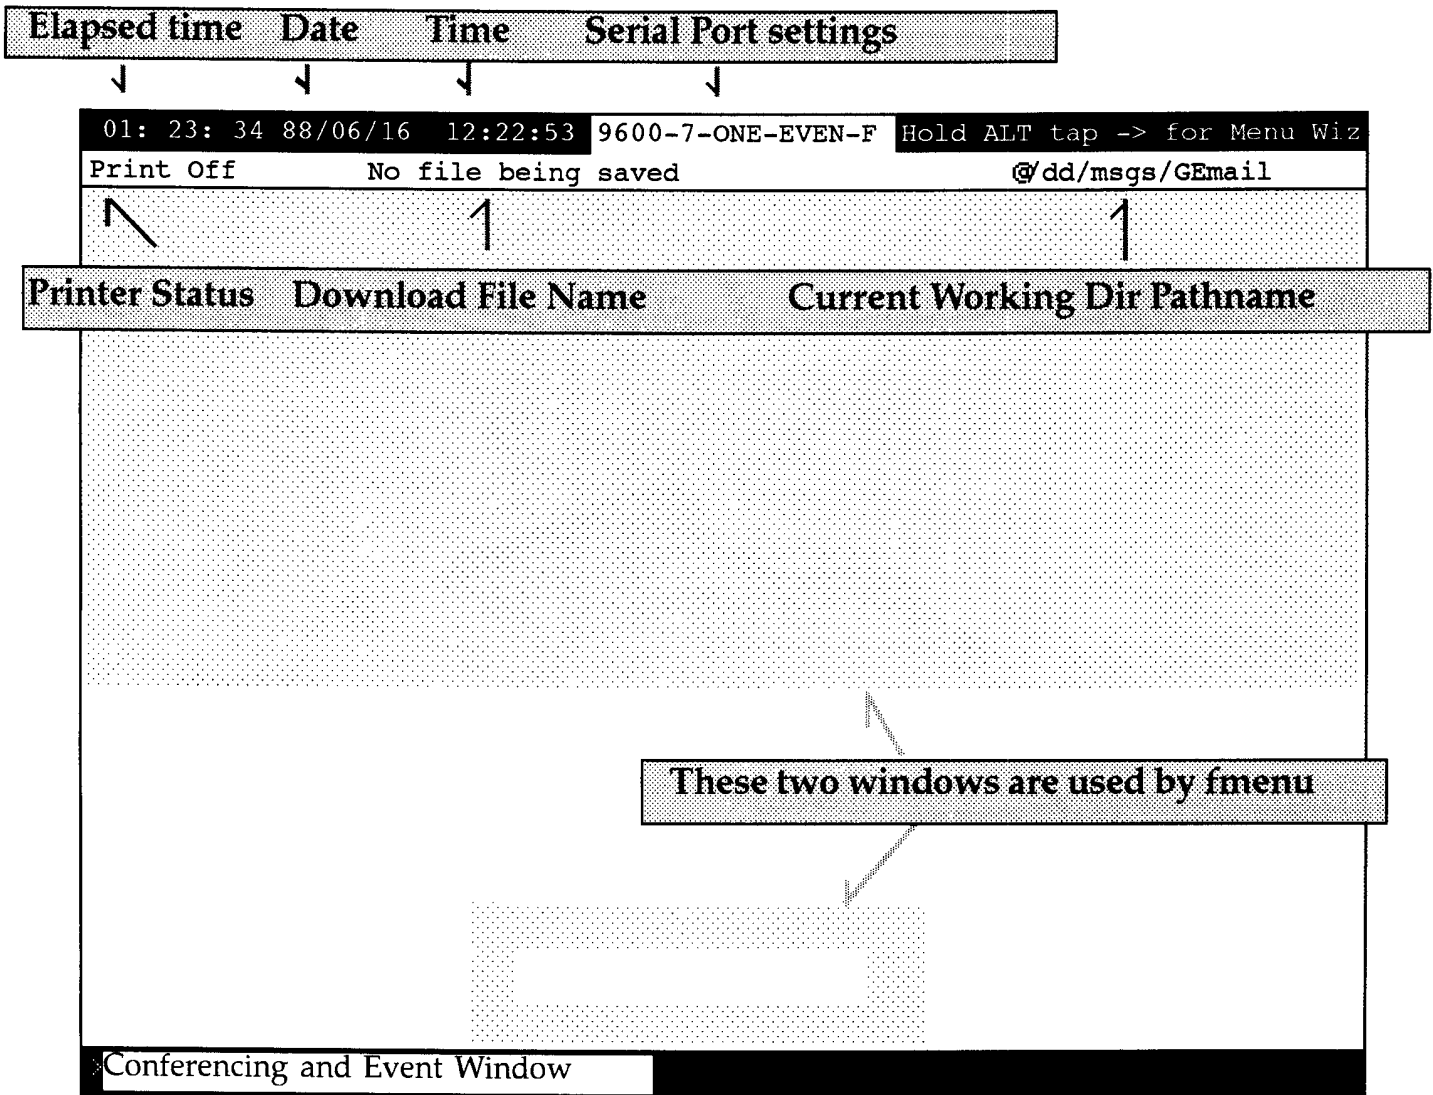 Elapsed time Date Time Serial Port settings
01: 23: 34 88/06/16 12:22:53 9600-7-ONE-EVEN-F Hold ALT tap -> for Menu Wiz
Print Off No file being saved @/dd/msgs/GEmail
Printer Status Download File Name Current Working Dir Pathname
These two windows are used by fmenu
Conferencing and Event Window